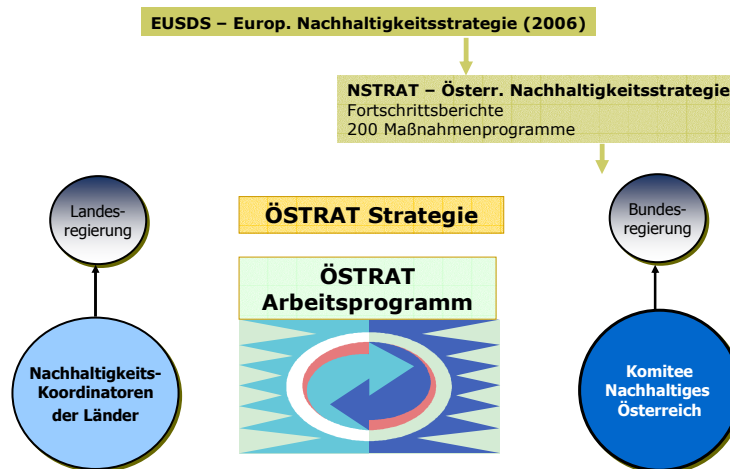 EUSDS – Europ. Nachhaltigkeitsstrategie (2006)
NSTRAT – Österr. Nachhaltigkeitsstrategie
Fortschrittsberichte
200 Maßnahmenprogramme
Landes-
regierung
ÖSTRAT Strategie
Bundes-
regierung
ÖSTRAT
Arbeitsprogramm
Nachhaltigkeits-
Koordinatoren
der Länder
Komitee
Nachhaltiges
Österreich